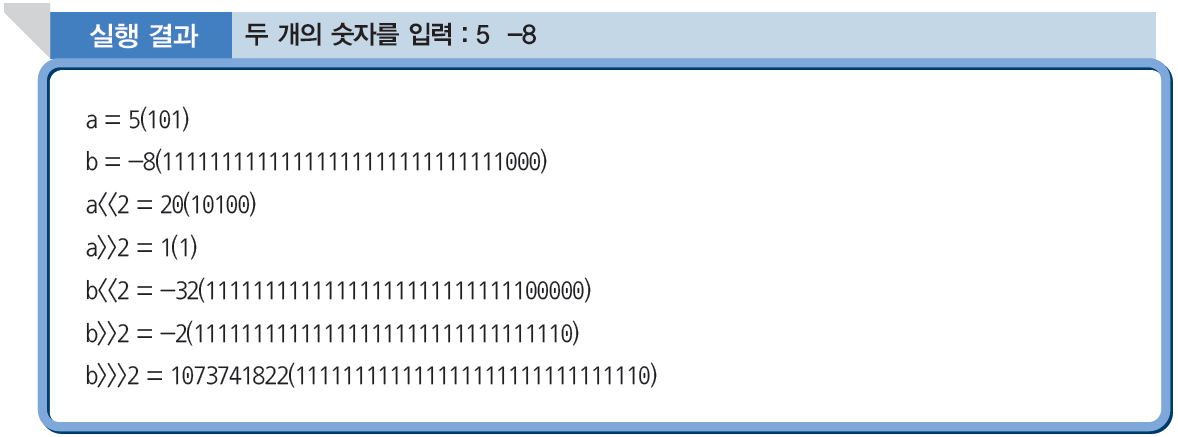 실행 결과 두 개의 숫자를 입력 : 5 −8
a = 5(101)
b = −8(11111111111111111111111111111000)
a〈〈2 = 20(10100)
a〉〉2 = 1(1)
b〈〈2 = −32(11111111111111111111111111100000)
b〉〉2 = −2(11111111111111111111111111111110)
b〉〉〉2 = 1073741822(111111111111111111111111111110)